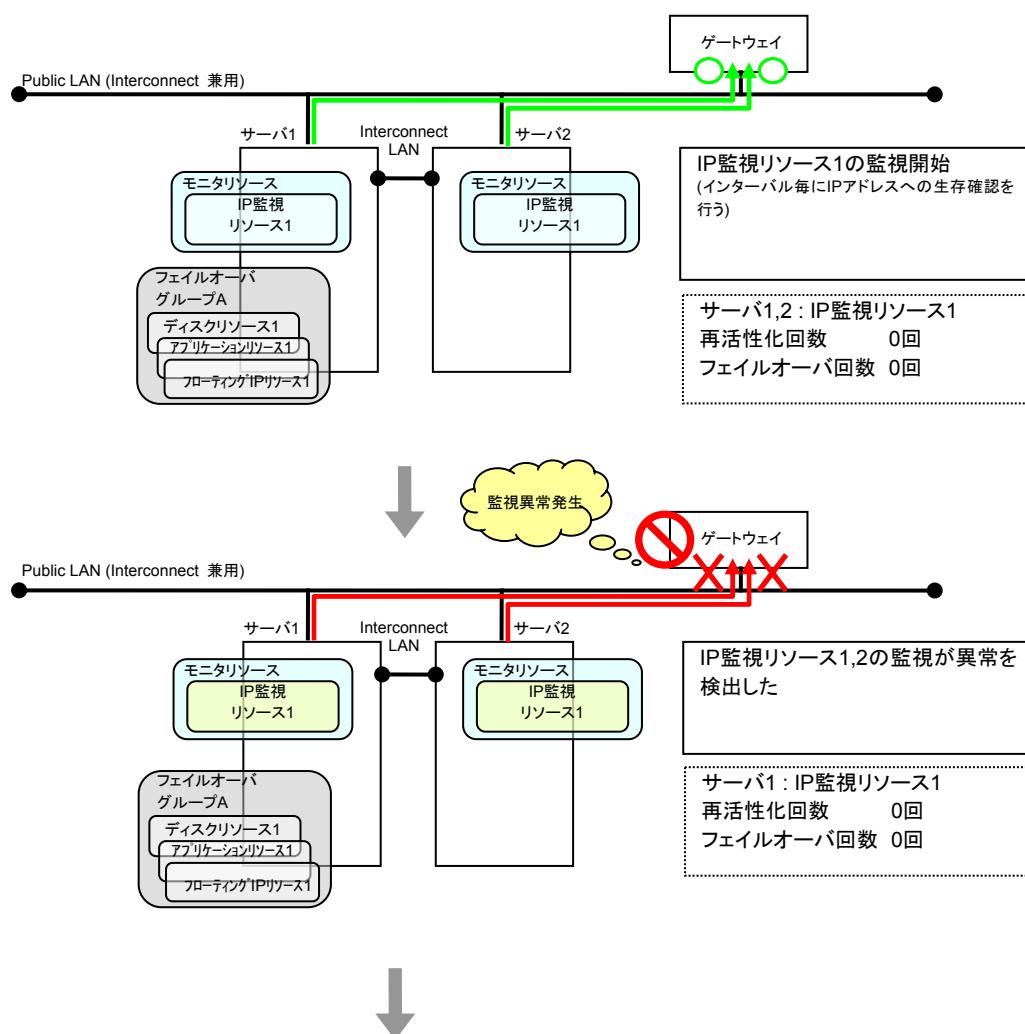 ゲートウェイ
Public LAN (Interconnect 兼用)
サーバ1
Interconnect
LAN
サーバ2
モニタリソース
IP監視
リソース1
モニタリソース
IP監視
リソース1
フェイルオーバ
グループA
ディスクリソース1
アプリケーションリソース1
フローティングIPリソース1
IP監視リソース1の監視開始
(インターバル毎にIPアドレスへの生存確認を
行う)
サーバ1,2 : IP監視リソース1
再活性化回数 0回
フェイルオーバ回数 0回
監視異常発生
ゲートウェイ
Public LAN (Interconnect 兼用)
サーバ1
Interconnect
LAN
サーバ2
モニタリソース
IP監視
リソース1
モニタリソース
IP監視
リソース1
フェイルオーバ
グループA
ディスクリソース1
アプリケーションリソース1
フローティングIPリソース1
IP監視リソース1,2の監視が異常を
検出した
サーバ1 : IP監視リソース1
再活性化回数 0回
フェイルオーバ回数 0回